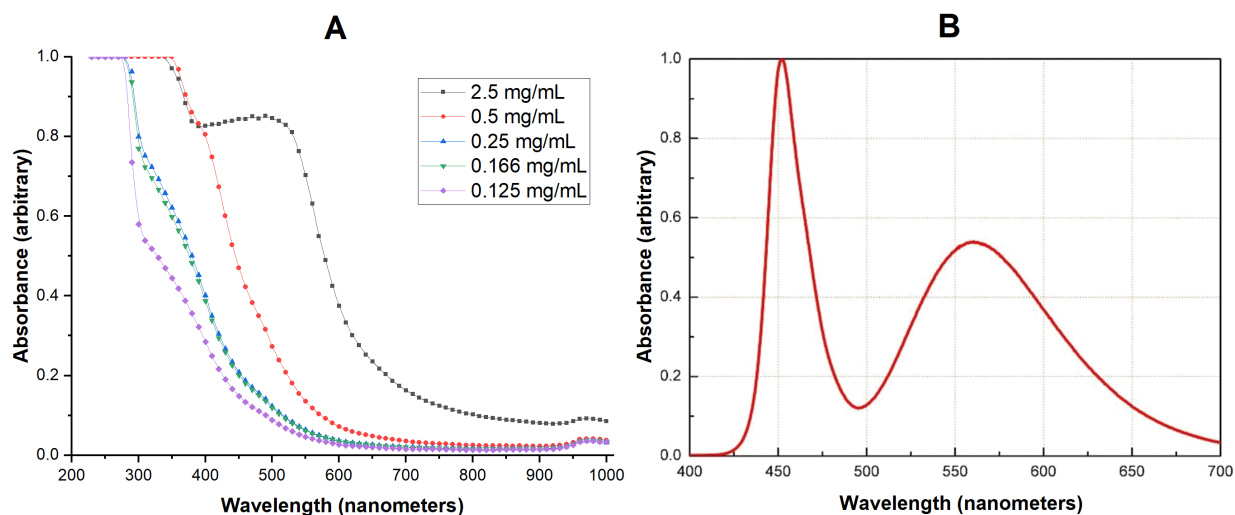 A
1.0
0.8
0.6
0.4
0.2
0.0
200 300 400 500 600 700 800 900 1000
Absorbance (arbitrary)
Wavelength (nanometers)
2.5 mg/mL
0.5 mg/mL
0.25 mg/mL
0.166 mg/mL
0.125 mg/mL
B
1.0
0.8
0.6
0.4
0.2
0.0
400 450 500 550 600 650 700
Absorbance (arbitrary)
Wavelength (nanometers)